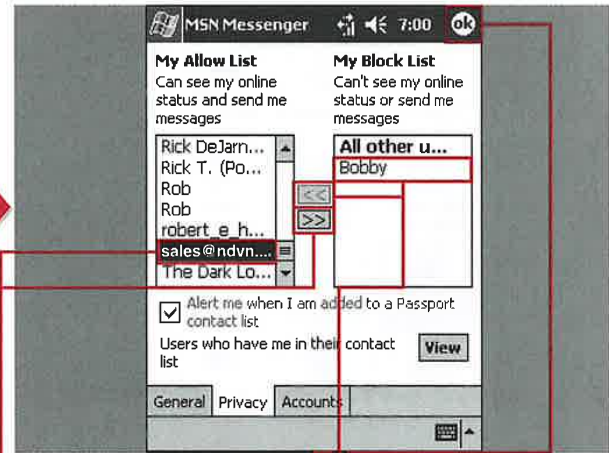 MSN Messenger 7:00 ok
My Allow List
Can see my online
status and send me
messages
My Block List
Can't see my online
status or send me
messages
Rick DeJarn...
Rick T. (Po...
Rob
Rob
robert_e_h...
sales@ndvn....
The Dark Lo...
<<
>>
All other u...
Bobby
Alert me when I am added to a Passport
contact list
Users who have me in their contact
list
View
General Privacy Accounts